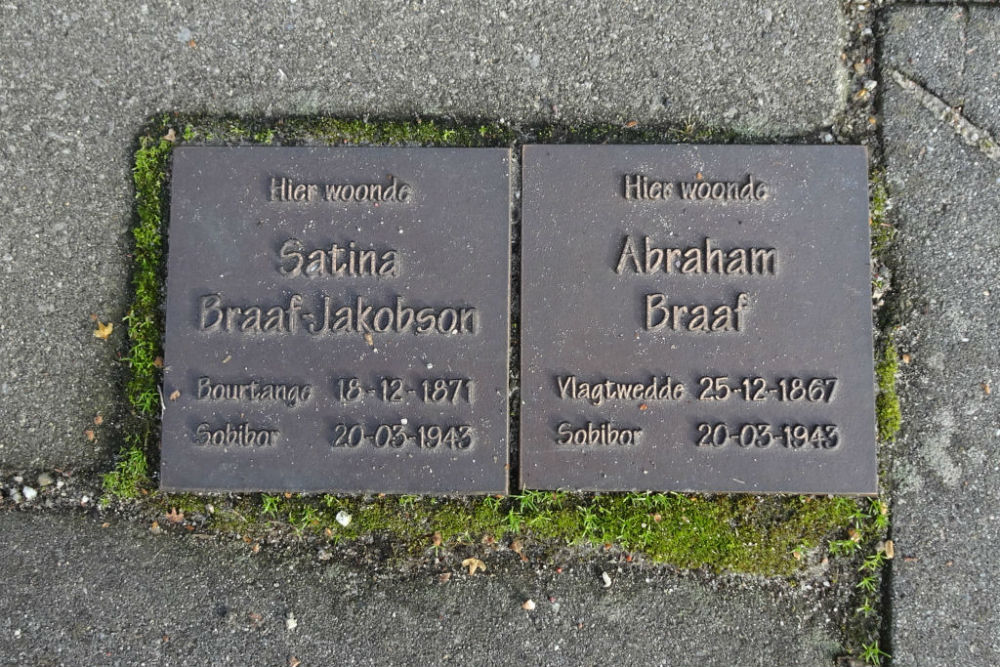 Hier woonde
Satina
Braaf-Jakobson
Bourtange 18-12-1871
Sobibor 20-03-1943
Hier woonde
Abraham
Braaf
Vlagtwedde 25-12-1867
Sobibor 20-03-1943